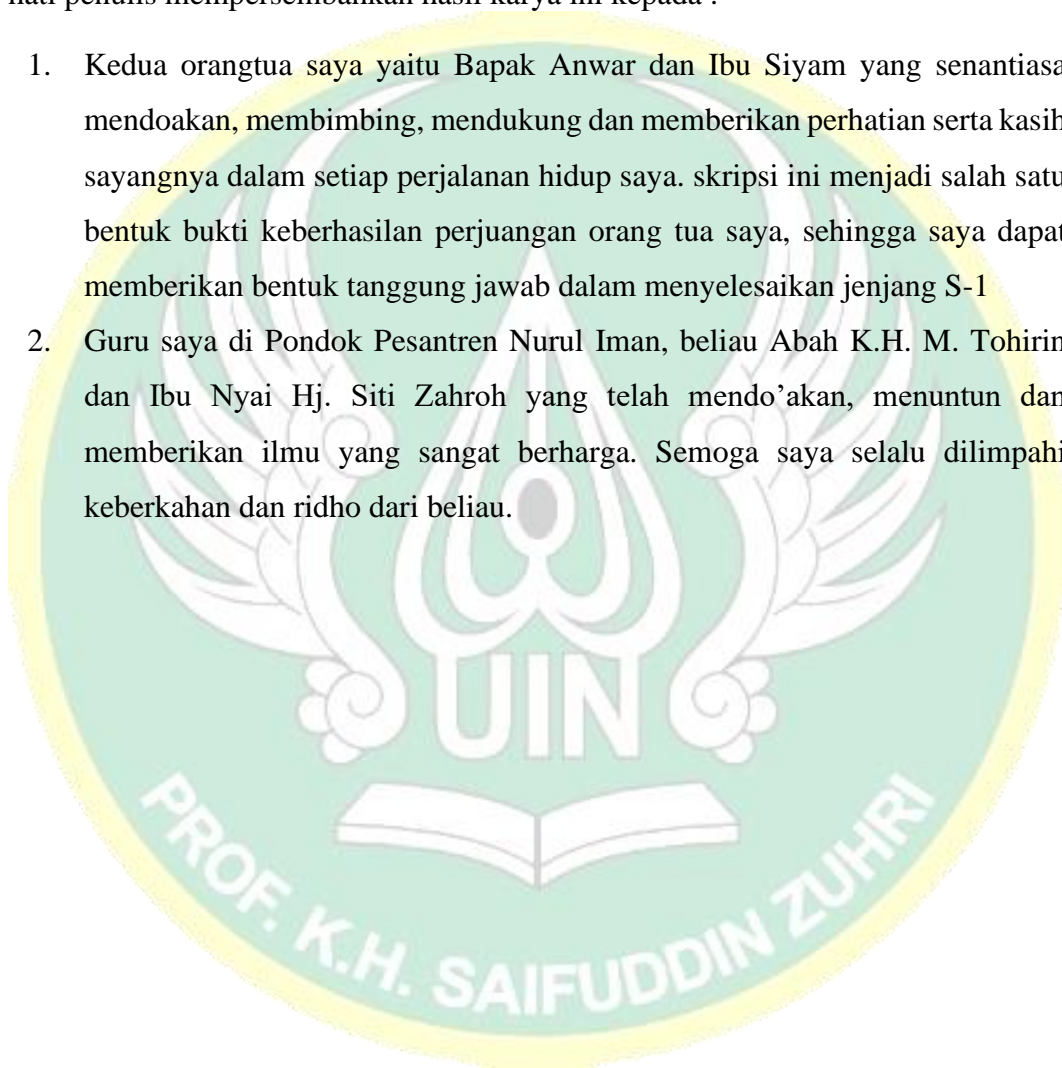 hati penulis mempersembahkan hasil karya ini kepada :
1. Kedua orangtua saya yaitu Bapak Anwar dan Ibu Siyam yang senantiasa
mendoakan, membimbing, mendukung dan memberikan perhatian serta kasih
sayangnya dalam setiap perjalanan hidup saya. skripsi ini menjadi salah satu
bentuk bukti keberhasilan perjuangan orang tua saya, sehingga saya dapat
memberikan bentuk tanggung jawab dalam menyelesaikan jenjang S-1
2. Guru saya di Pondok Pesantren Nurul Iman, beliau Abah K.H. M. Tohirin
dan Ibu Nyai Hj. Siti Zahroh yang telah mendo’akan, menuntun dan
memberikan ilmu yang sangat berharga. Semoga saya selalu dilimpahi
keberkahan dan ridho dari beliau.
UIN
PROF. K.H. SAIFUDDIN ZUHRI